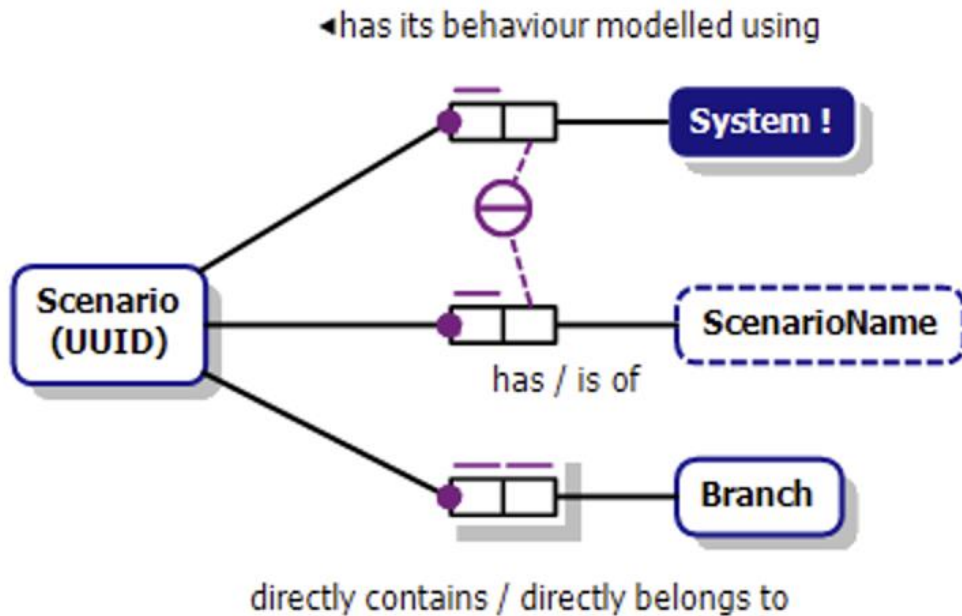 ◄has its behaviour modelled using
System !
Scenario
(UUID)
ScenarioName
has / is of
Branch
directly contains / directly belongs to